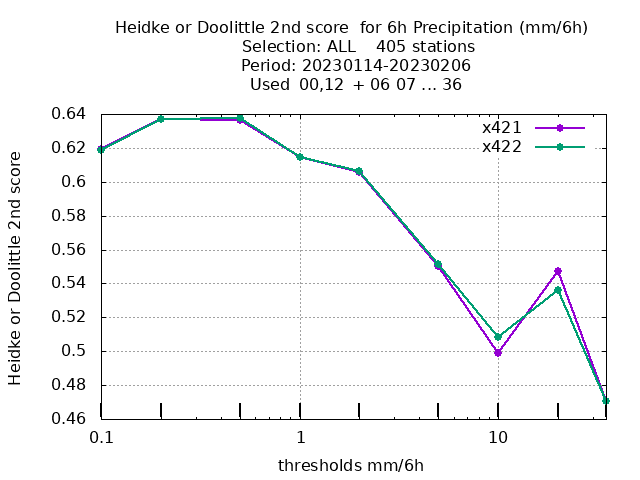 Heidke or Doolittle 2nd score  for 6h Precipitation (mm/6h)
Selection: ALL    405 stations
Period: 20230114-20230206
Used  00,12  + 06 07 ... 36
x421
x422
Heidke or Doolittle 2nd score
0.64
0.62
0.6
0.58
0.56
0.54
0.52
0.5
0.48
0.46
0.1
1
10
thresholds mm/6h